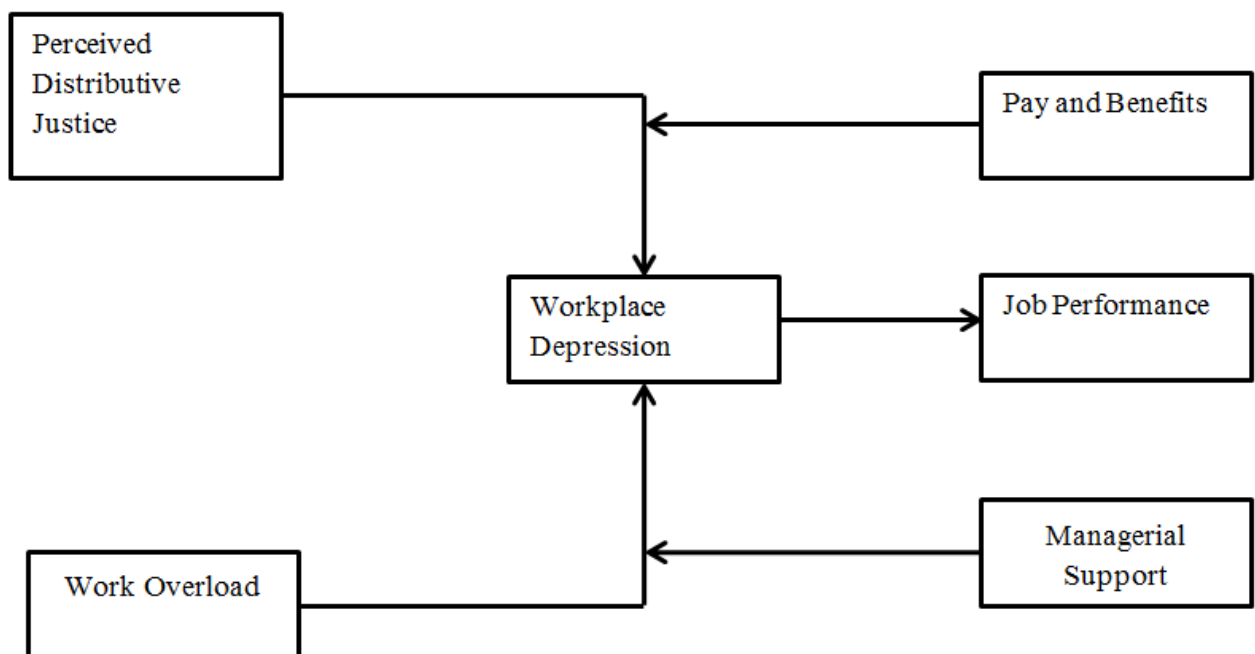 Perceived
Distributive
Justice
Pay and Benefits
Workplace
Depression
Job Performance
Managerial
Support
Work Overload